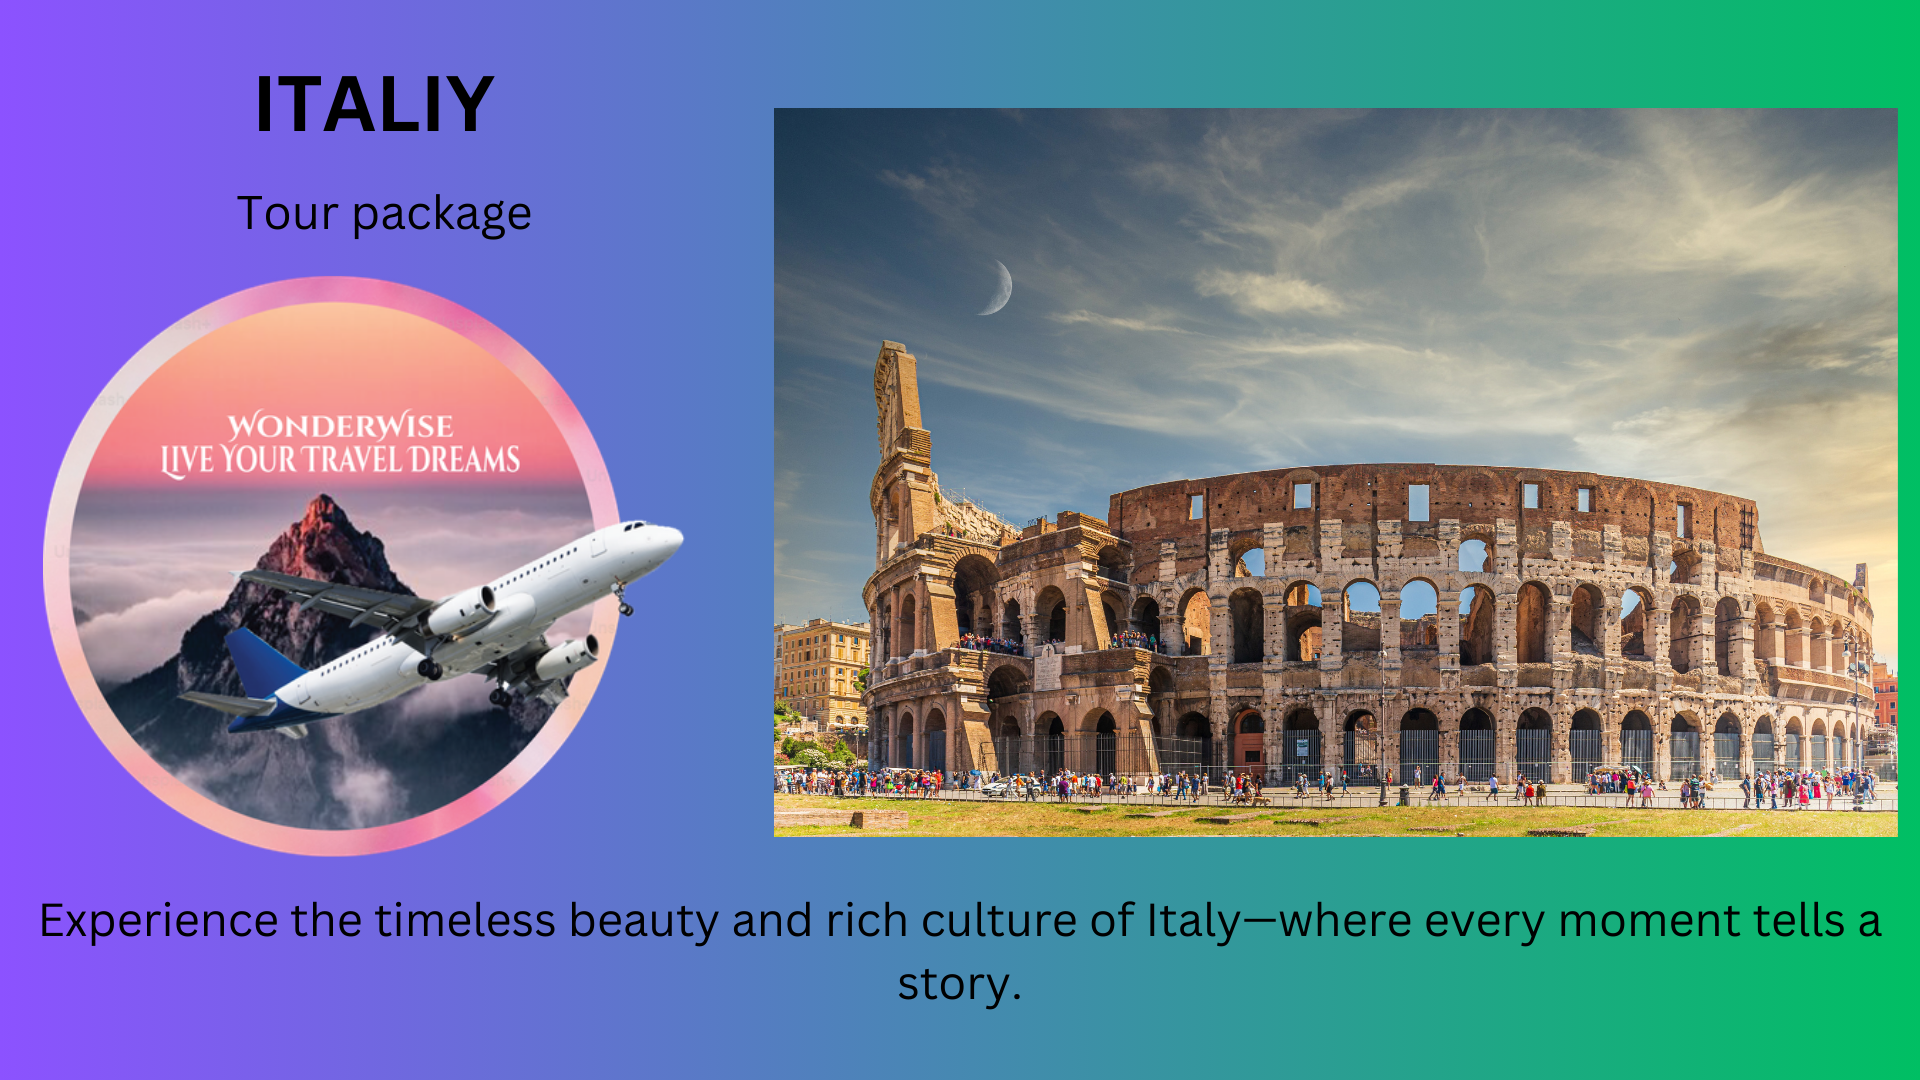 ITALIY
Tour package
WONDERWISE
LIVE YOUR TRAVEL DREAMS
Experience the timeless beauty and rich culture of Italy—where every moment tells a
story.